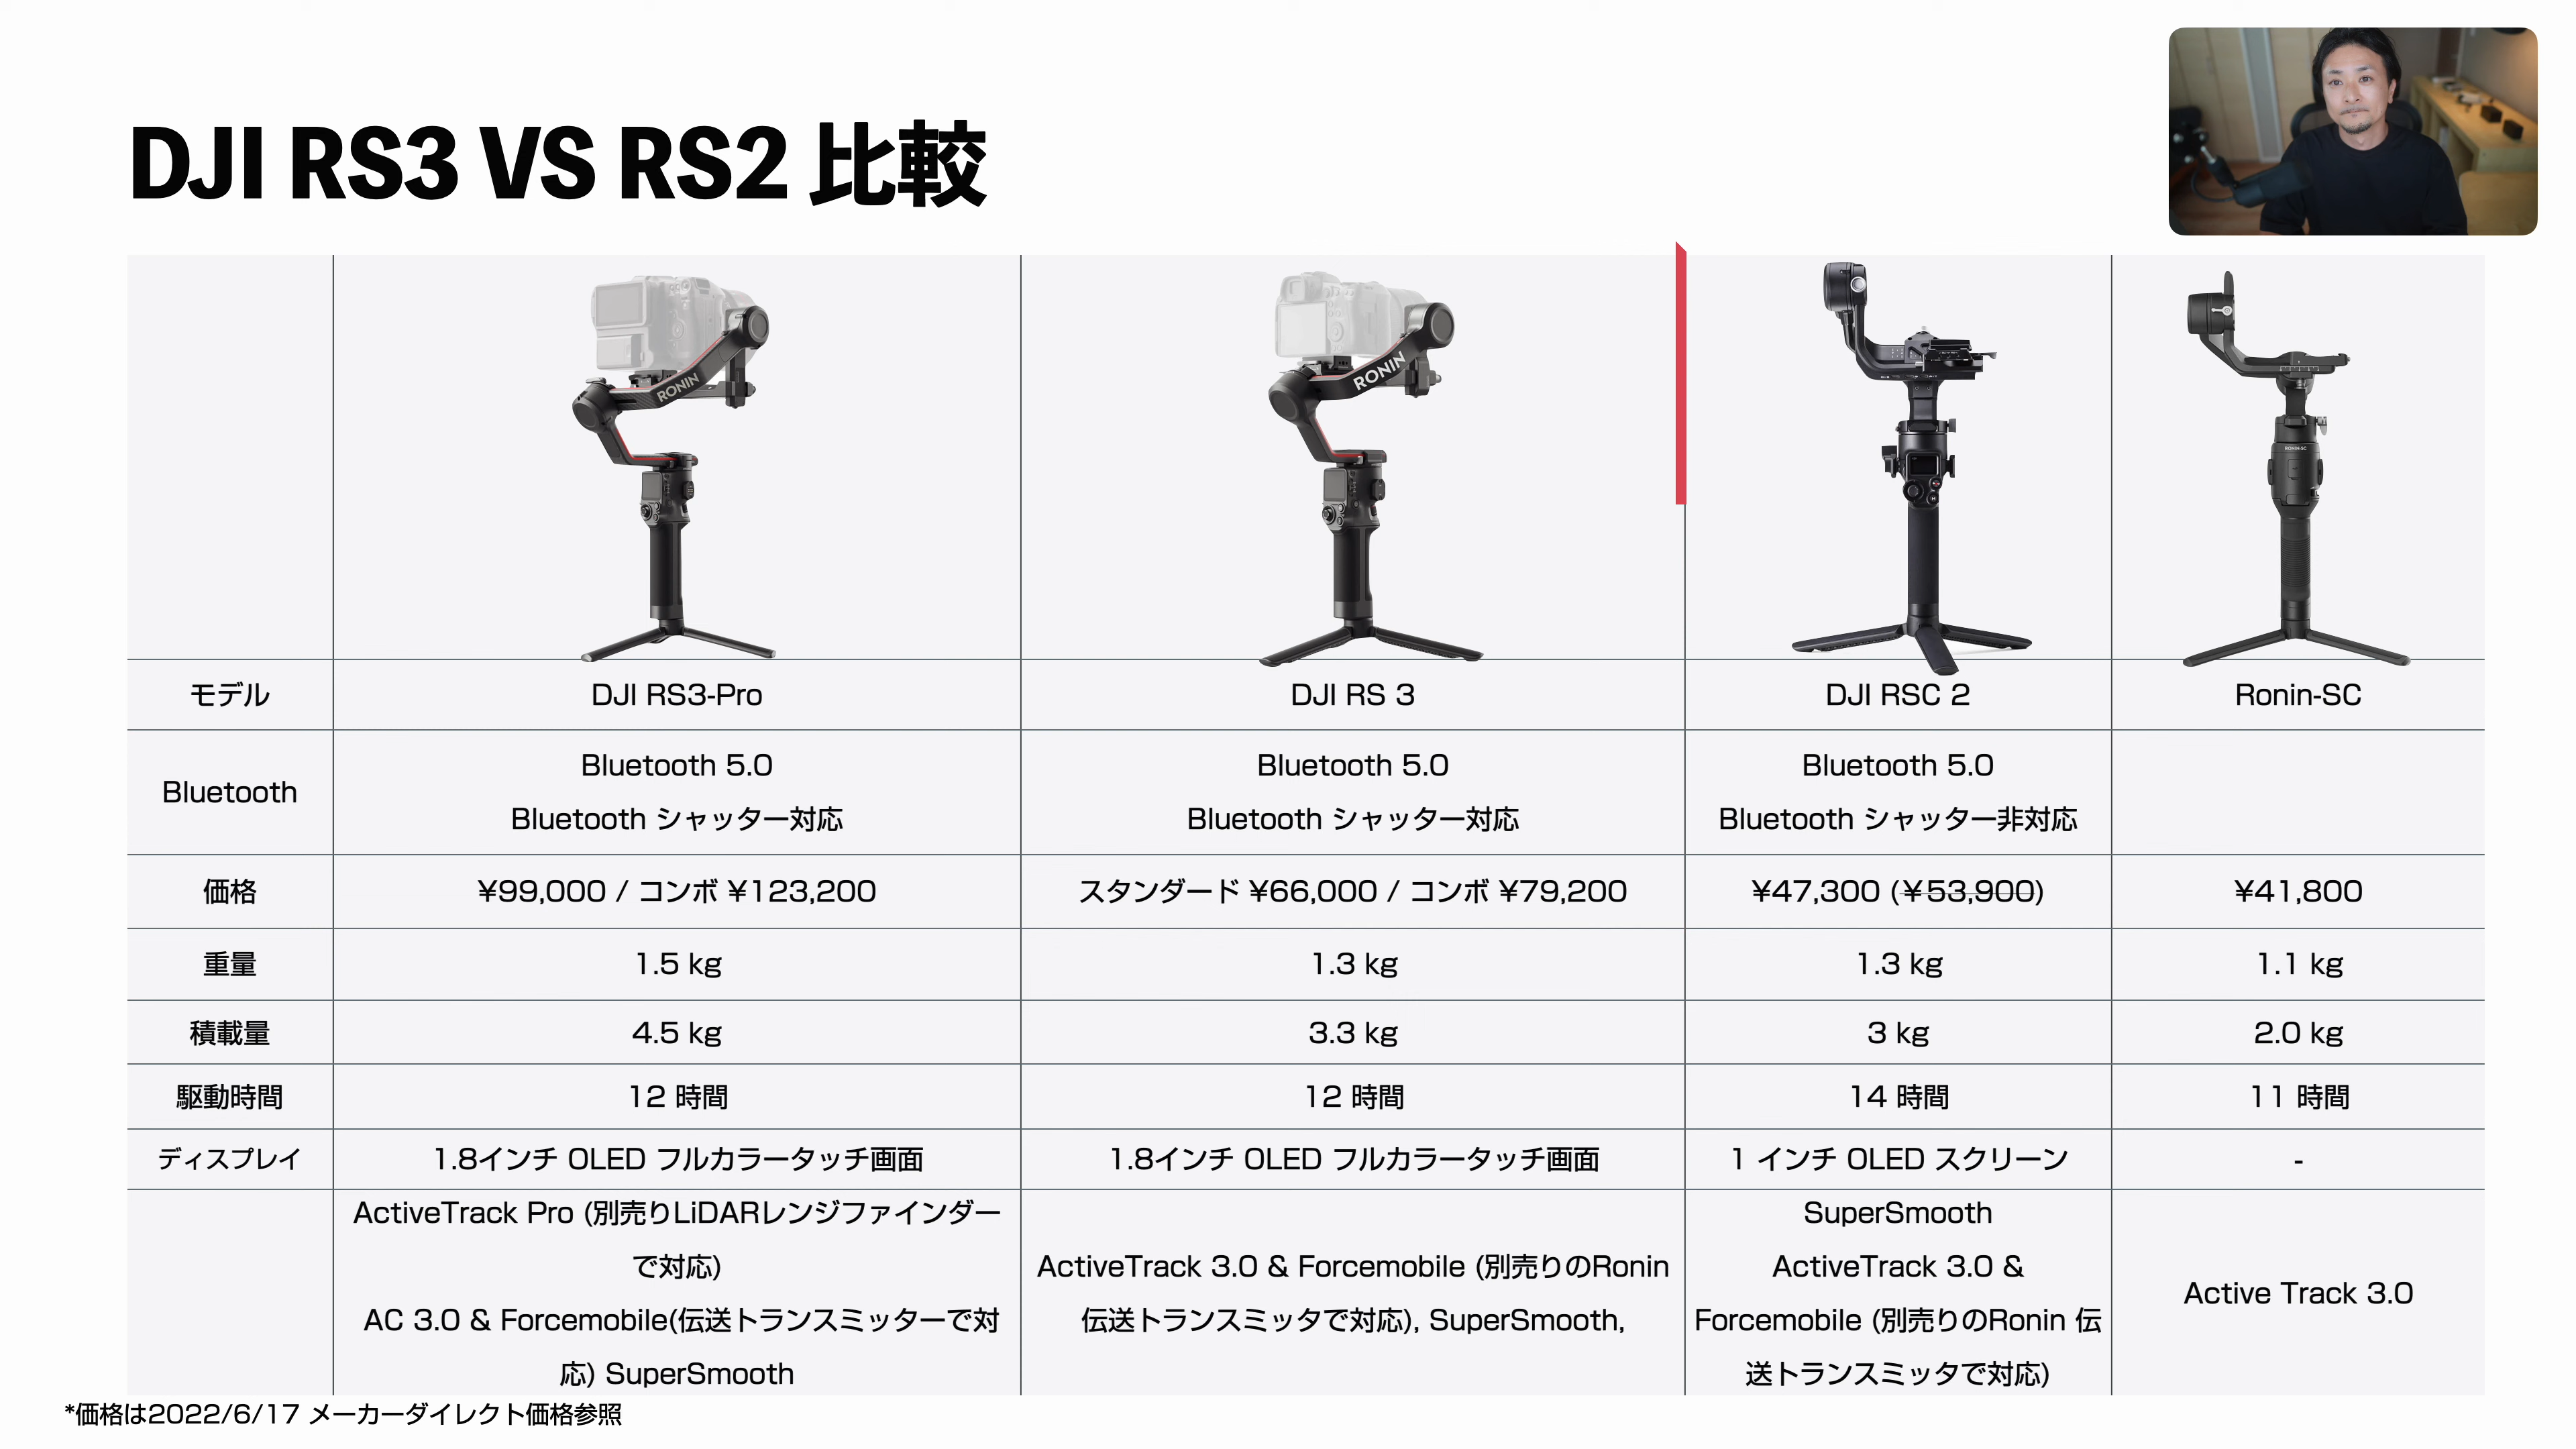 DJI RS3 VS RS2 比較
RONIN
RONIN
RONIN-SC
モデル
DJI RS3-Pro
DJI RS 3
DJI RSC 2
Ronin-SC
Bluetooth
Bluetooth 5.0
Bluetooth シャッター対応
Bluetooth 5.0
Bluetooth シャッター対応
Bluetooth 5.0
Bluetooth シャッター非対応
価格
¥99,000 / コンボ ¥123,200
スタンダード ¥66,000 / コンボ ¥79,200
¥47,300 (¥53,900)
¥41,800
重量
1.5 kg
1.3 kg
1.3 kg
1.1 kg
積載量
4.5 kg
3.3 kg
3 kg
2.0 kg
駆動時間
12 時間
12 時間
14 時間
11 時間
ディスプレイ
1.8インチ OLED フルカラータッチ画面
1.8インチ OLED フルカラータッチ画面
1 インチ OLED スクリーン
-
ActiveTrack Pro (別売りLiDARレンジファインダー
で対応)
AC 3.0 & Forcemobile(伝送トランスミッターで対
応) SuperSmooth
ActiveTrack 3.0 & Forcemobile (別売りのRonin
伝送トランスミッタで対応), SuperSmooth,
SuperSmooth
ActiveTrack 3.0 &
Forcemobile (別売りのRonin 伝
送トランスミッタで対応)
Active Track 3.0
*価格は2022/6/17 メーカーダイレクト価格参照